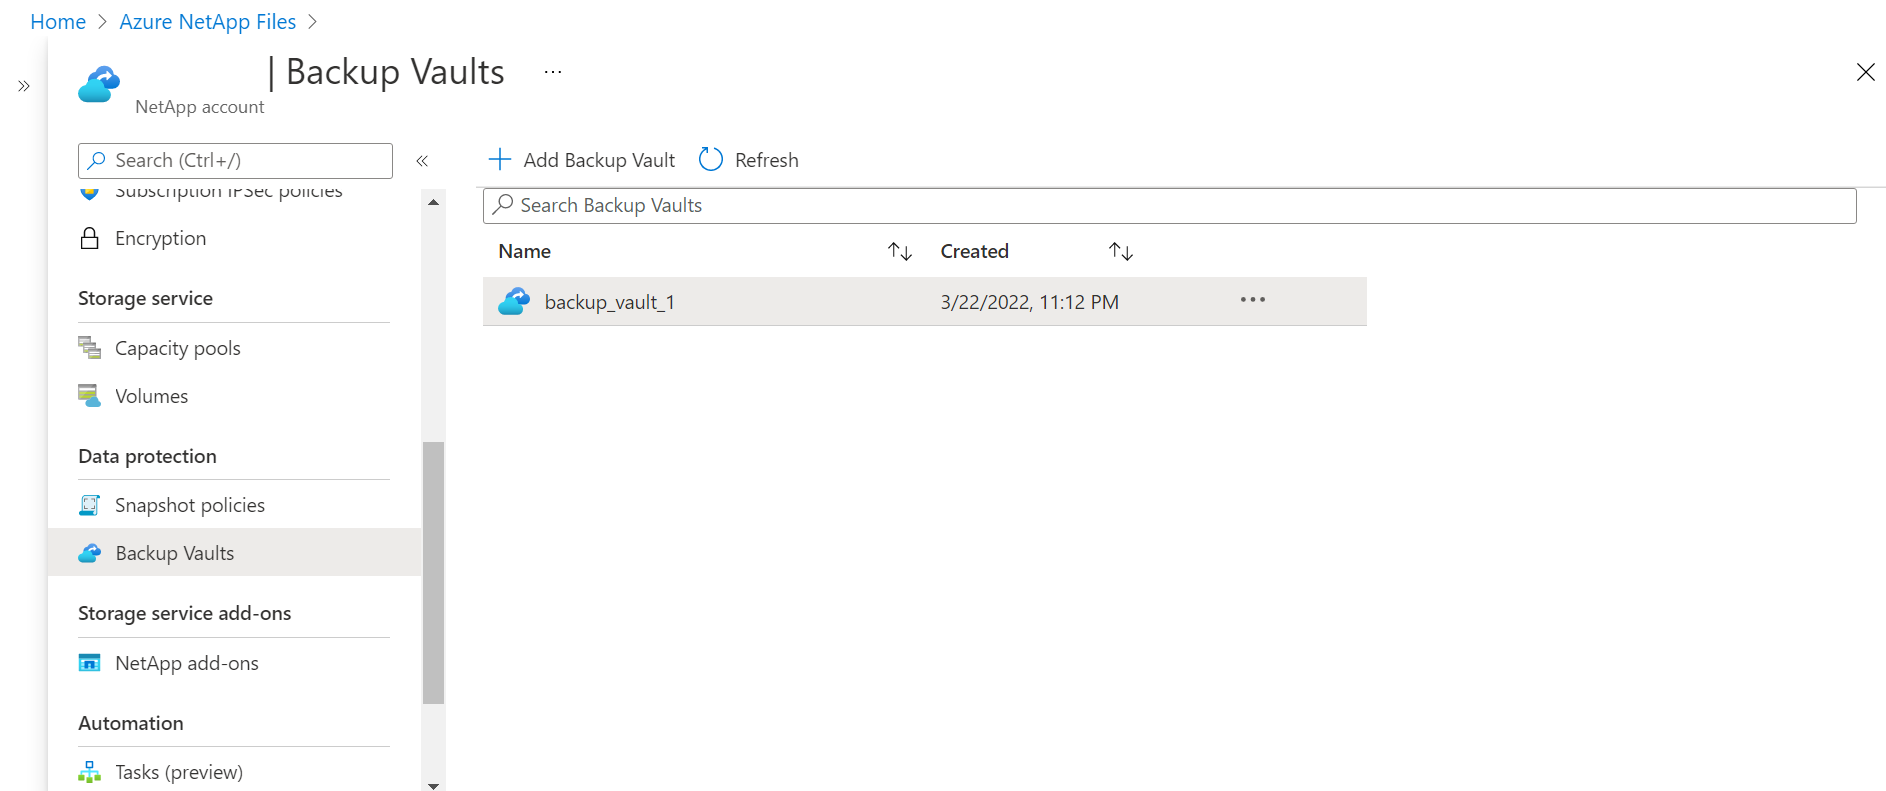 Home > Azure NetApp Files >
| Backup Vaults ...
NetApp account
Search (Ctrl+/)
Subscription IPSec policies
Encryption
Storage service
Capacity pools
Volumes
Data protection
Snapshot policies
Backup Vaults
Storage service add-ons
NetApp add-ons
Automation
Tasks (preview)
Add Backup Vault Refresh
Search Backup Vaults
Name Created
backup_vault_1 3/22/2022, 11:12 PM